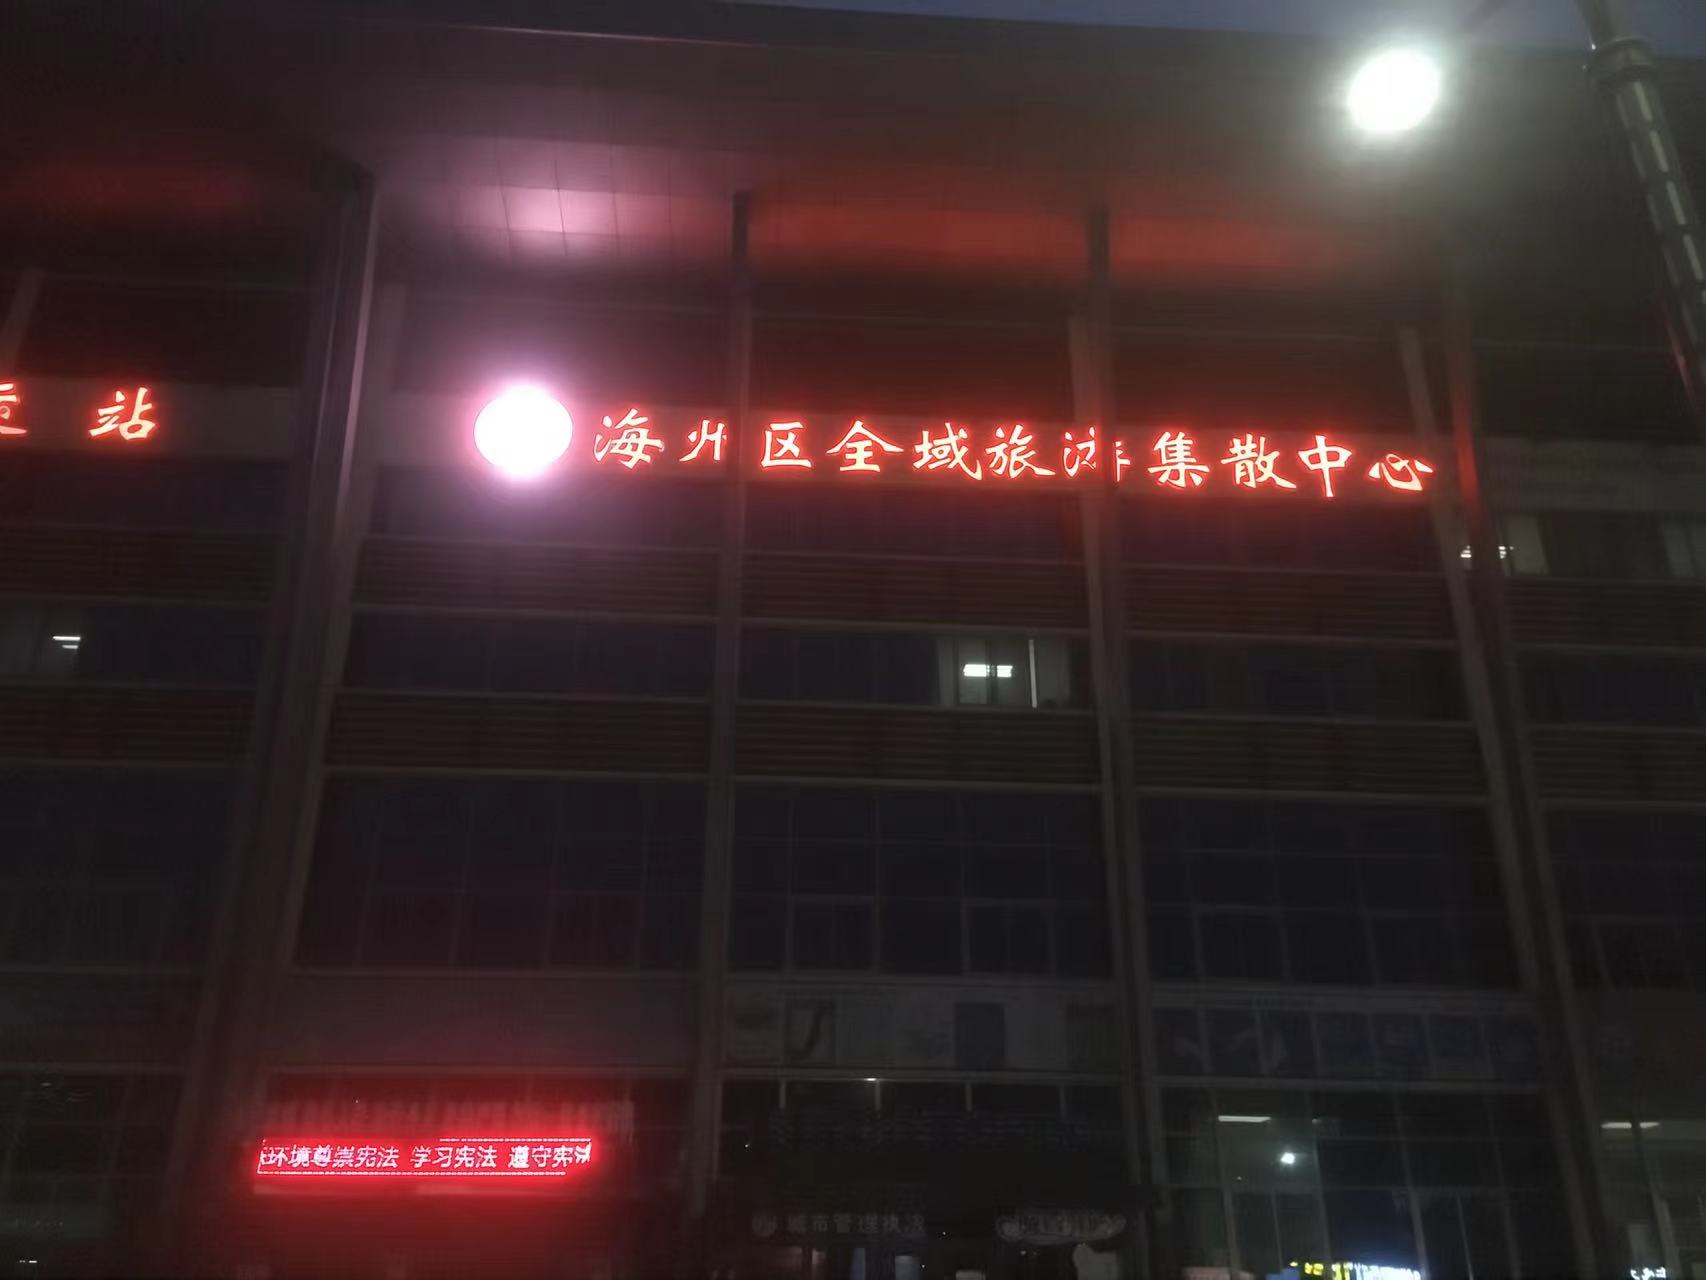 站
海州区全域旅游集散中心
环境尊崇宪法 学习宪法 遵守宪法
城市管理执法